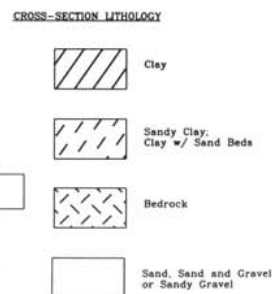 CROSS-SECTION LITHOLOGY
Clay
Sandy Clay;
Clay w/ Sand Beds
Bedrock
Sand, Sand and Gravel
or Sandy Gravel